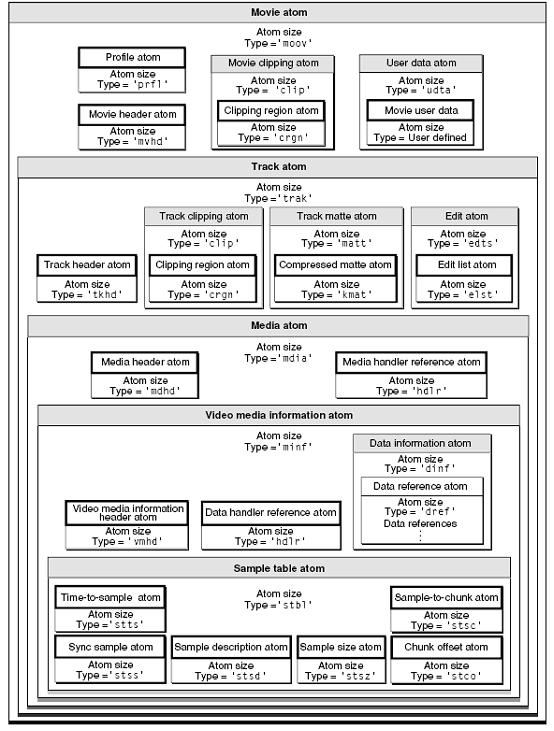 Movie atom
Atom size
Type = 'moov'
Profile atom
Atom size
Type = 'prfl'
Movie header atom
Atom size
Type = 'mvhd'
Movie clipping atom
Atom size
Type = 'clip'
Clipping region atom
Atom size
Type = 'crgn'
User data atom
Atom size
Type = 'udta'
Movie user data
Atom size
Type = User defined
Track atom
Atom size
Type = 'trak'
Track header atom
Atom size
Type = 'tkhd'
Track clipping atom
Atom size
Type = 'clip'
Clipping region atom
Atom size
Type = 'crgn'
Track matte atom
Atom size
Type = 'matt'
Compressed matte atom
Atom size
Type = 'kmat'
Edit atom
Atom size
Type = 'edts'
Edit list atom
Atom size
Type = 'elst'
Media atom
Atom size
Type = 'mdia'
Media header atom
Atom size
Type = 'mdhd'
Media handler reference atom
Atom size
Type = 'hdlr'
Video media information atom
Atom size
Type = 'minf'
Video media information
header atom
Atom size
Type = 'vmhd'
Data handler reference atom
Atom size
Type = 'hdlr'
Data information atom
Atom size
Type = 'dinf'
Data reference atom
Atom size
Type = 'dref'
Data references
Sample table atom
Atom size
Type = 'stbl'
Time-to-sample atom
Atom size
Type = 'stts'
Sample-to-chunk atom
Atom size
Type = 'stsc'
Sync sample atom
Atom size
Type = 'stss'
Sample description atom
Atom size
Type = 'stsd'
Sample size atom
Atom size
Type = 'stsz'
Chunk offset atom
Atom size
Type = 'stco'